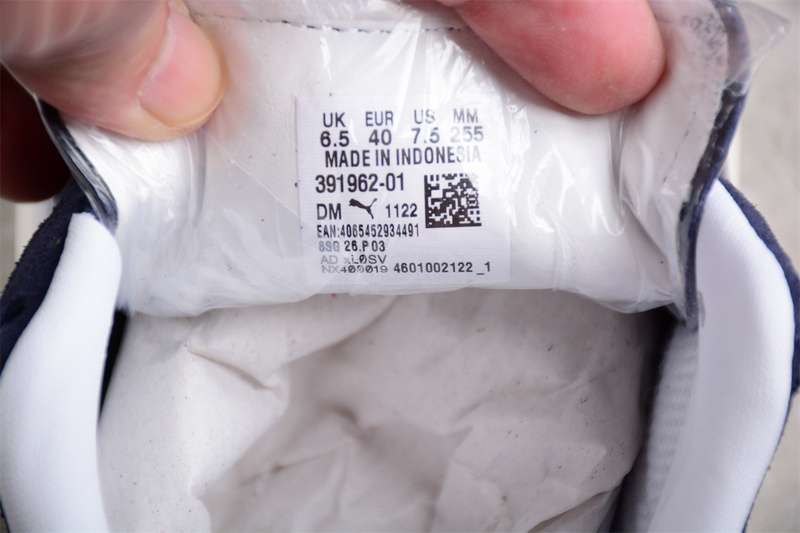 UK EUR US MM
6.5 40 7.5 255
MADE IN INDONESIA
391962-01
DM 1122
EAN:4065452934491
26.P 03
AD
4601002122 _1